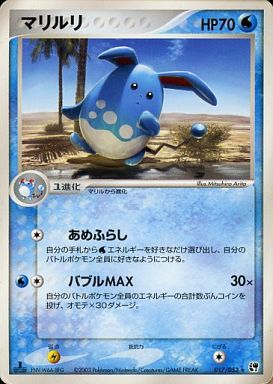 マリルリ HP70
Illus. Mitsuhiro Arita
1進化 マリルから進化
あめふらし
自分の手札から エネルギーを好きなだけ選び出し、自分の
バトルポケモン全員に好きなようにつける。
バブルMAX 30×
自分のバトルポケモン全員のエネルギーの合計数ぶんコインを
投げ、オモテ×30ダメージ。
弱点 抵抗力 にげる
©2003 Pokémon/Nintendo/Creatures/GAME FREAK
017/053